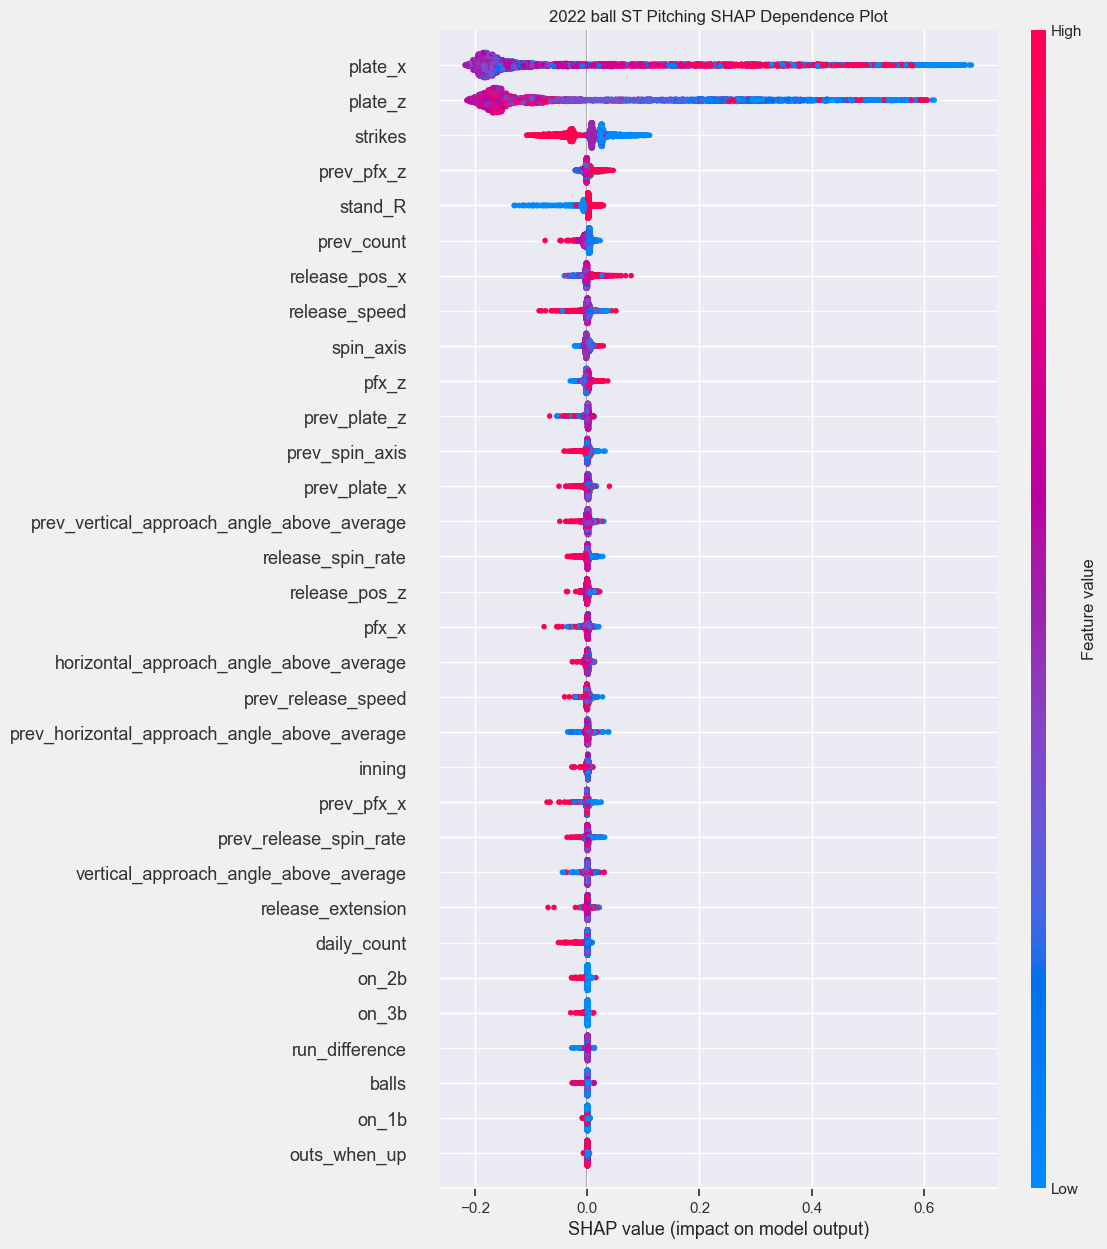 2022 ball ST Pitching SHAP Dependence Plot
High
plate_x
plate_z
strikes
prev_pfx_z
stand_R
prev_count
release_pos_x
release_speed
spin_axis
pfx_z
prev_plate_z
prev_spin_axis
prev_plate_x
prev_vertical_approach_angle_above_average
release_spin_rate
release_pos_z
pfx_x
horizontal_approach_angle_above_average
prev_release_speed
prev_horizontal_approach_angle_above_average
inning
prev_pfx_x
prev_release_spin_rate
vertical_approach_angle_above_average
release_extension
daily_count
on_2b
on_3b
run_difference
balls
on_1b
outs_when_up
Feature value
Low
−0.2 0.0 0.2 0.4 0.6
SHAP value (impact on model output)